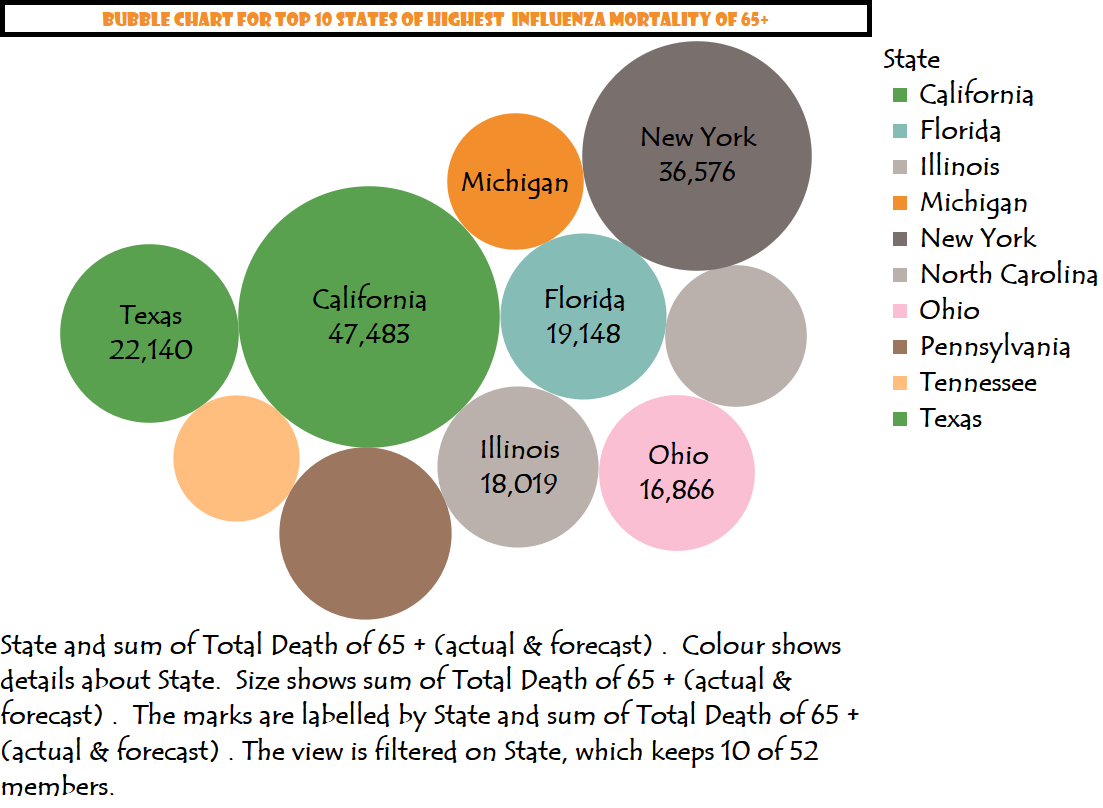 BUBBLE CHART FOR TOP 10 STATES OF HIGHEST INFLUENZA MORTALITY OF 65+
State
California
Florida
Illinois
Michigan
New York
North Carolina
Ohio
Pennsylvania
Tennessee
Texas
New York
36,576
Michigan
California
47,483
Florida
19,148
Texas
22,140
Illinois
18,019
Ohio
16,866
State and sum of Total Death of 65 + (actual & forecast) .  Colour shows
details about State.  Size shows sum of Total Death of 65 + (actual &
forecast) .  The marks are labelled by State and sum of Total Death of 65 +
(actual & forecast) . The view is filtered on State, which keeps 10 of 52
members.